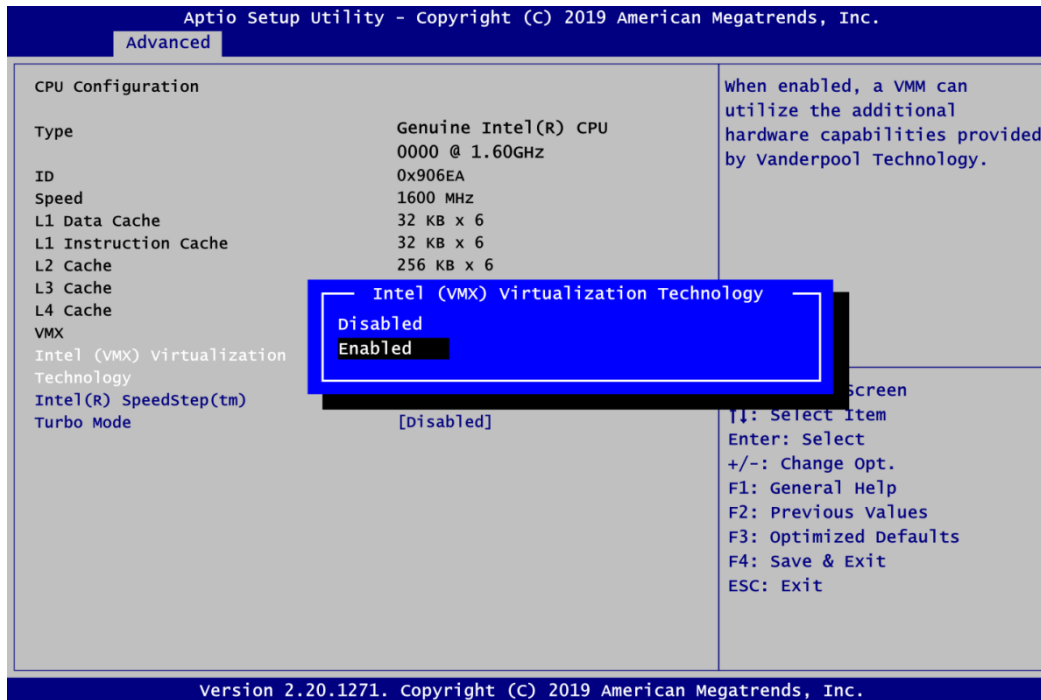 Aptio Setup Utility – Copyright (C) 2019 American Megatrends, Inc.
Advanced
CPU Configuration
Type Genuine Intel(R) CPU
0000 @ 1.60GHz
ID 0x906EA
Speed 1600 MHz
L1 Data Cache 32 KB x 6
L1 Instruction Cache 32 KB x 6
L2 Cache 256 KB x 6
L3 Cache
L4 Cache
VMX
Intel (VMX) Virtualization
Technology
Intel(R) SpeedStep(tm)
Turbo Mode [Disabled]
Intel (VMX) Virtualization Technology
Disabled
Enabled
When enabled, a VMM can
utilize the additional
hardware capabilities provided
by Vanderpool Technology.
Screen
↑↓: Select Item
Enter: Select
+/-: Change Opt.
F1: General Help
F2: Previous Values
F3: Optimized Defaults
F4: Save & Exit
ESC: Exit
Version 2.20.1271. Copyright (C) 2019 American Megatrends, Inc.